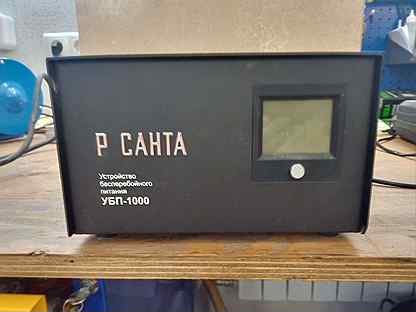 Р САНТА
Устройство
бесперебойного
питания
УБП-1000